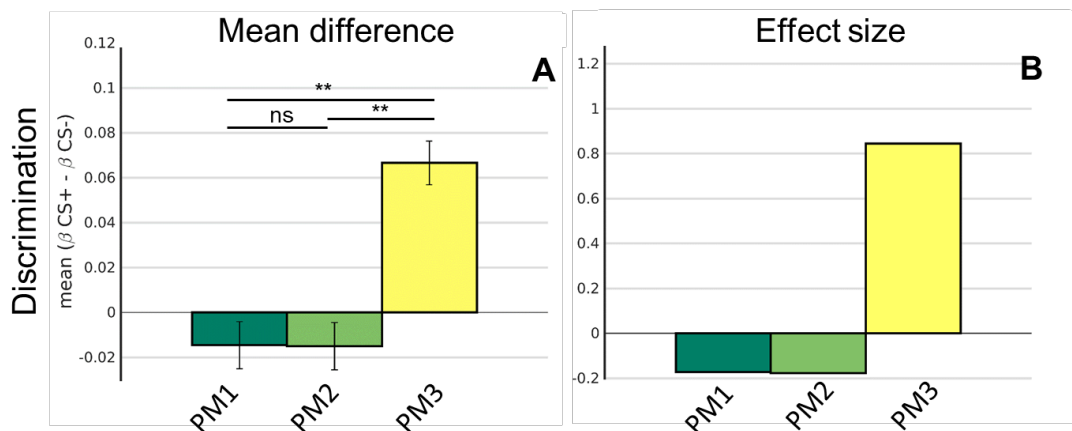 Discrimination
Mean difference
A
mean (β CS+ - β CS-)
0.12
0.1
0.08
0.06
0.04
0.02
0
-0.02
**
ns
**
PM1
PM2
PM3
Effect size
B
1.2
1
0.8
0.6
0.4
0.2
0
-0.2
PM1
PM2
PM3